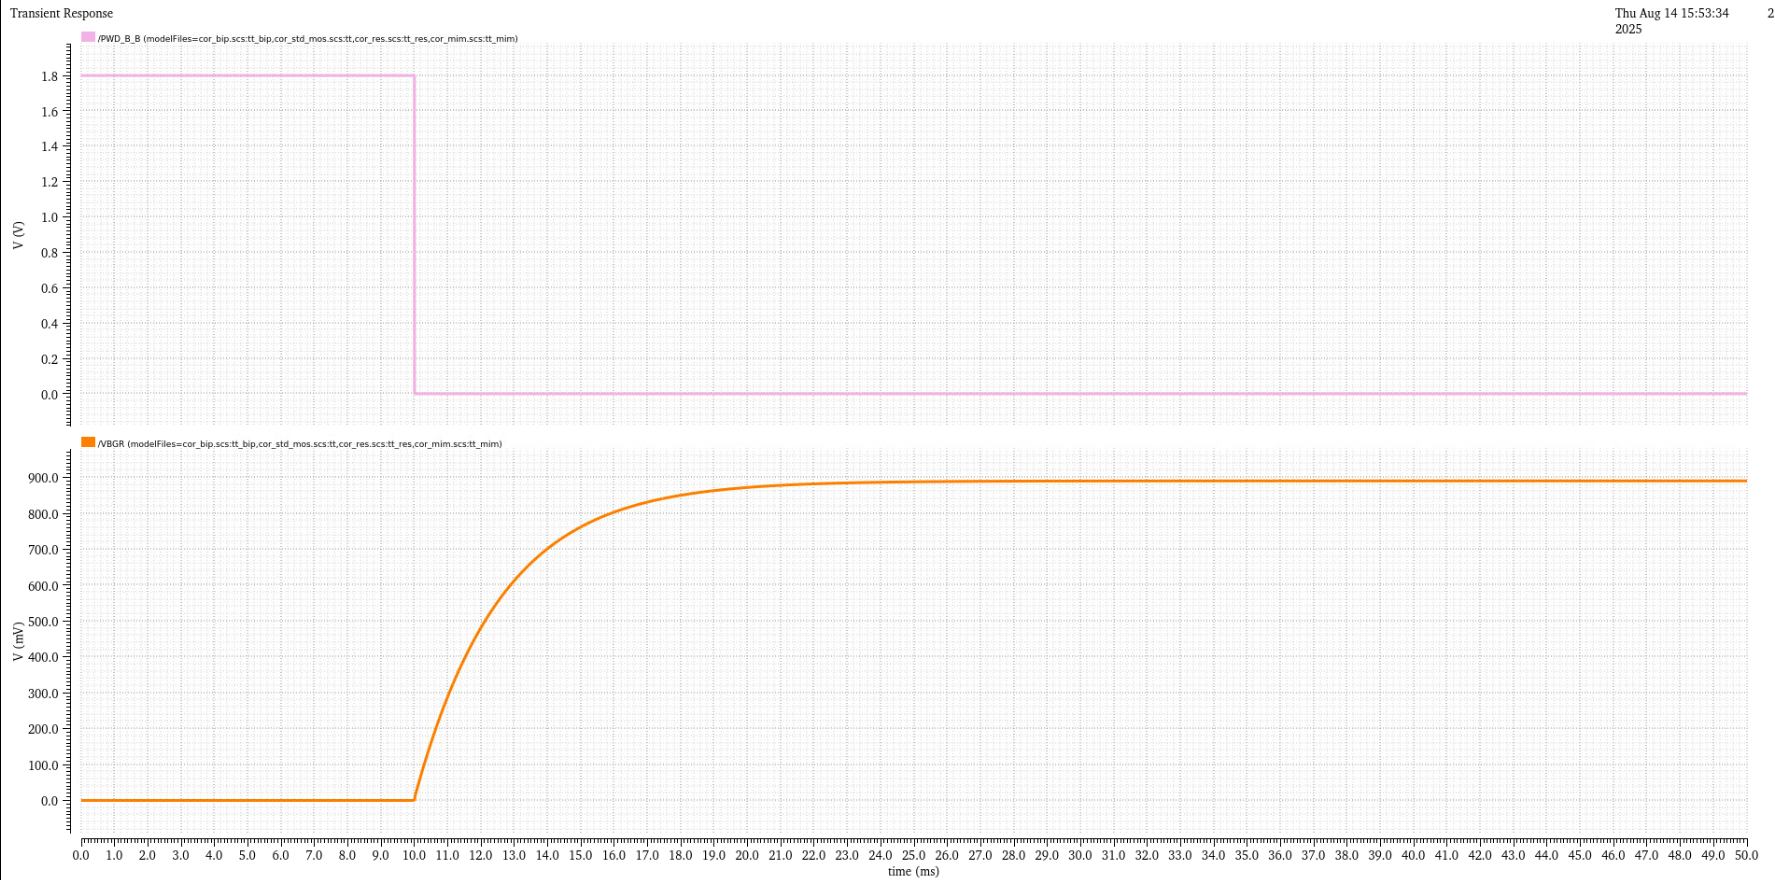 Transient Response
Thu Aug 14 15:53:34 2
2025
/PWD_B_B (modelFiles=cor_bip.scs:tt_bip,cor_std_mos.scs:tt,cor_res.scs:tt_res,cor_mim.scs:tt_mim)
1.8
1.6
1.4
1.2
1.0
0.8
0.6
0.4
0.2
0.0
V (V)
/VBGR (modelFiles=cor_bip.scs:tt_bip,cor_std_mos.scs:tt,cor_res.scs:tt_res,cor_mim.scs:tt_mim)
900.0
800.0
700.0
600.0
500.0
400.0
300.0
200.0
100.0
0.0
V (mV)
0.0 1.0 2.0 3.0 4.0 5.0 6.0 7.0 8.0 9.0 10.0 11.0 12.0 13.0 14.0 15.0 16.0 17.0 18.0 19.0 20.0 21.0 22.0 23.0 24.0 25.0 26.0 27.0 28.0 29.0 30.0 31.0 32.0 33.0 34.0 35.0 36.0 37.0 38.0 39.0 40.0 41.0 42.0 43.0 44.0 45.0 46.0 47.0 48.0 49.0 50.0
time (ms)